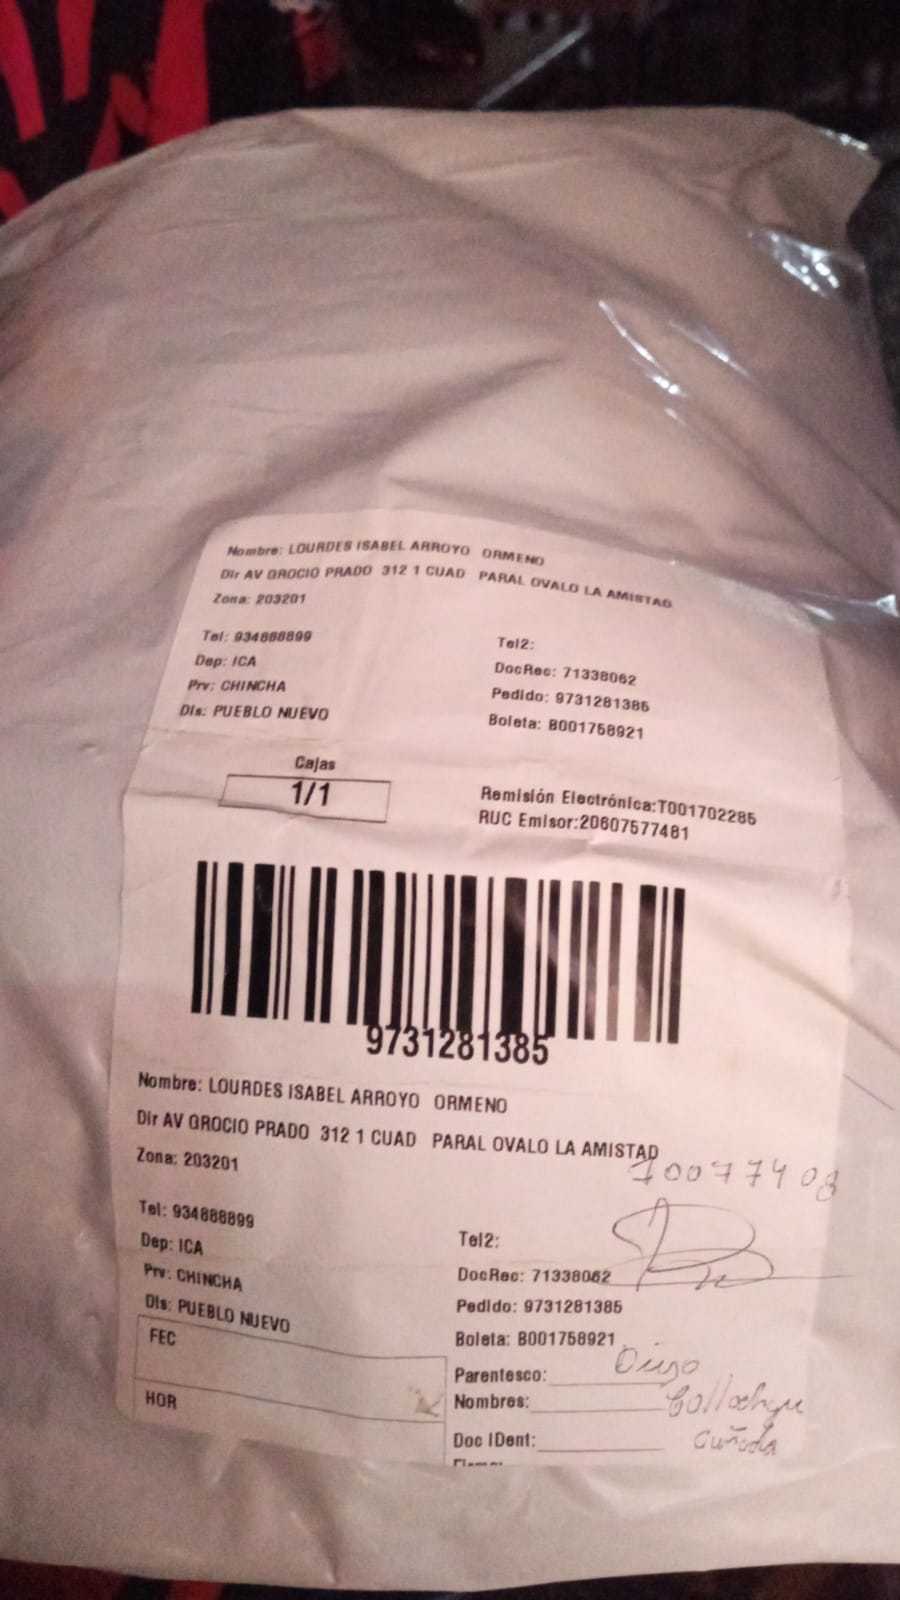 Nombre: LOURDES ISABEL ARROYO ORMENO
Dir AV GROCIO PRADO 312 1 CUAD PARAL OVALO LA AMISTAD
Zona: 203201
Tel: 934888899
Tel2:
Dep: ICA
DocRec: 71338062
Prv: CHINCHA
Pedido: 9731281385
Dis: PUEBLO NUEVO
Boleta: B001758921
Cajas
1/1
Remisión Electrónica:T001702285
RUC Emisor:20607577481
9731281385
Nombre: LOURDES ISABEL ARROYO ORMENO
Dir AV GROCIO PRADO 312 1 CUAD PARAL OVALO LA AMISTAD
Zona: 203201
70077408
Tel: 934888899
Tel2:
Dep: ICA
DocRec: 71338062
Prv: CHINCHA
Pedido: 9731281385
Dis: PUEBLO NUEVO
Boleta: B001758921
FEC
Parentesco:
HOR
Nombres:
Doc IDent: cuñada